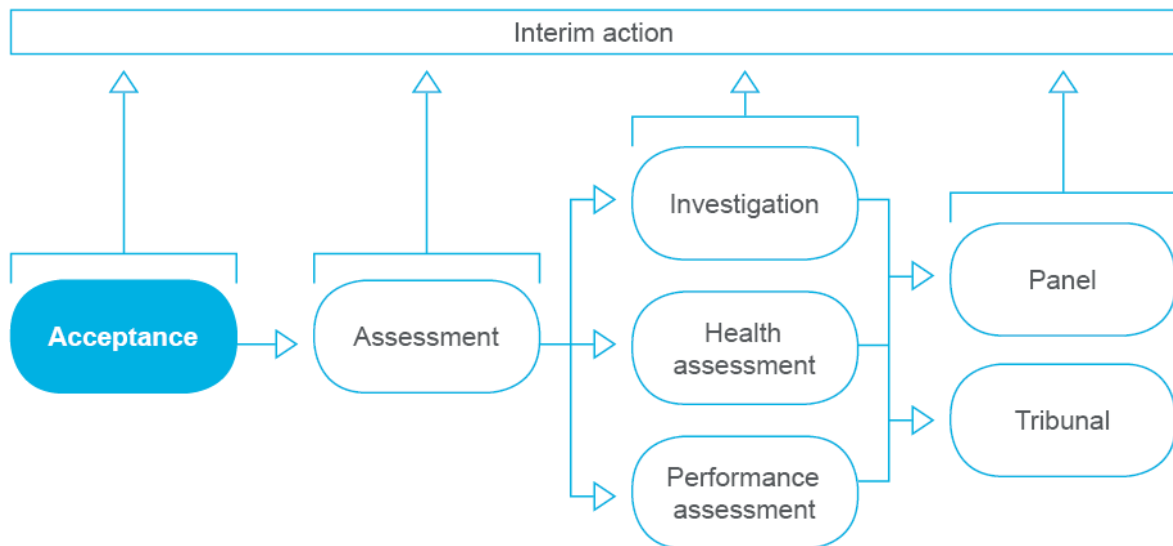 Interim action
Acceptance
Assessment
Investigation
Health
assessment
Performance
assessment
Panel
Tribunal